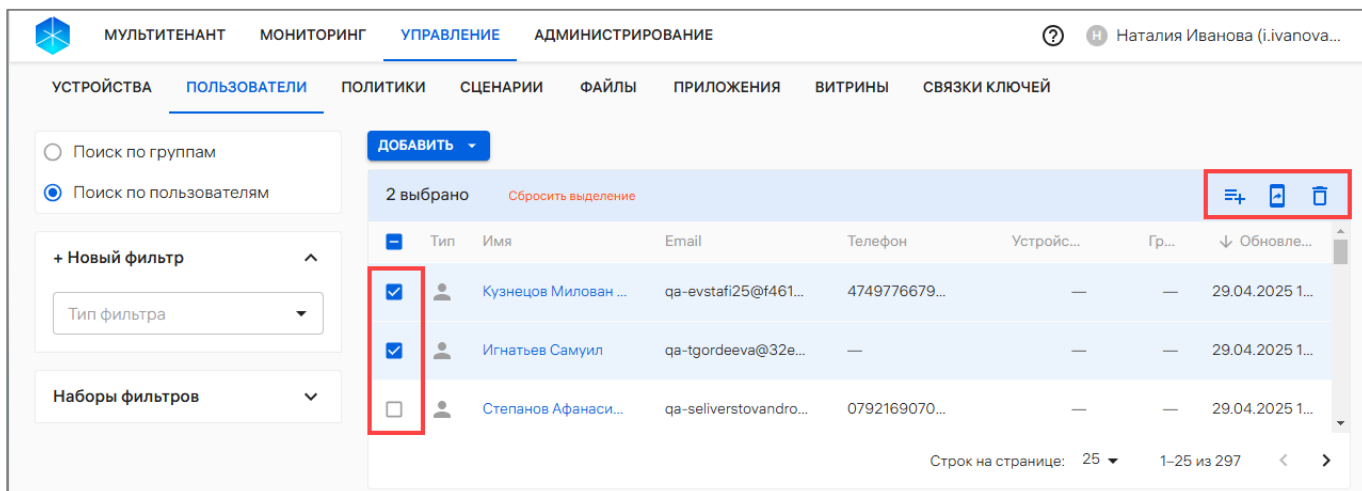 МУЛЬТИТЕНАНТ МОНИТОРИНГ УПРАВЛЕНИЕ АДМИНИСТРИРОВАНИЕ ? Н Наталия Иванова (i.ivanova...
УСТРОЙСТВА ПОЛЬЗОВАТЕЛИ ПОЛИТИКИ СЦЕНАРИИ ФАЙЛЫ ПРИЛОЖЕНИЯ ВИТРИНЫ СВЯЗКИ КЛЮЧЕЙ
Поиск по группам
Поиск по пользователям
+ Новый фильтр
Тип фильтра
Наборы фильтров
ДОБАВИТЬ
2 выбрано Сбросить выделение
Тип Имя Email Телефон Устройс... Гр... ↓ Обновле...
Кузнецов Милован ... qa-evstafi25@f461... 4749776679... — — 29.04.2025 1...
Игнатьев Самуил qa-tgordeeva@32e... — — — 29.04.2025 1...
Степанов Афанаси... qa-seliverstovandro... 0792169070... — — 29.04.2025 1...
Строк на странице: 25 1–25 из 297 < >